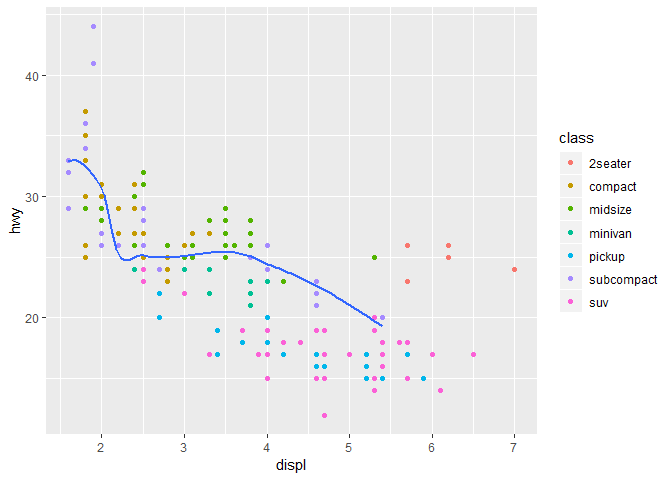 40
30
20
hwy
2 3 4 5 6 7
displ
class
2seater
compact
midsize
minivan
pickup
subcompact
suv